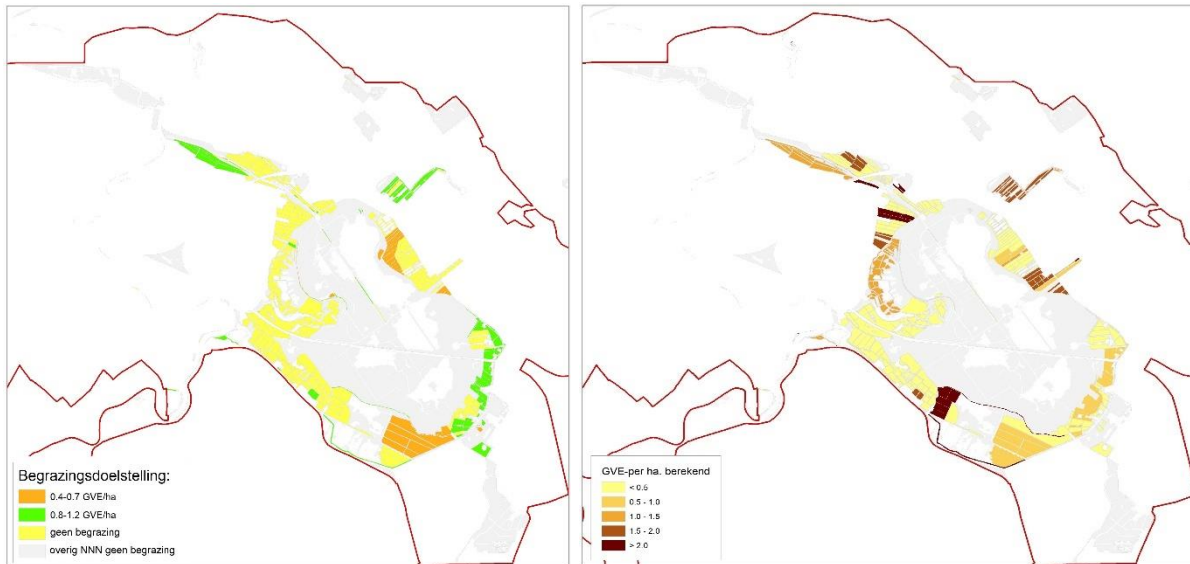 Begrazingsdoelstelling:
0.4-0.7 GVE/ha
0.8-1.2 GVE/ha
geen begrazing
overig NNN geen begrazing
GVE-per ha. berekend
< 0.5
0.5 - 1.0
1.0 - 1.5
1.5 - 2.0
> 2.0